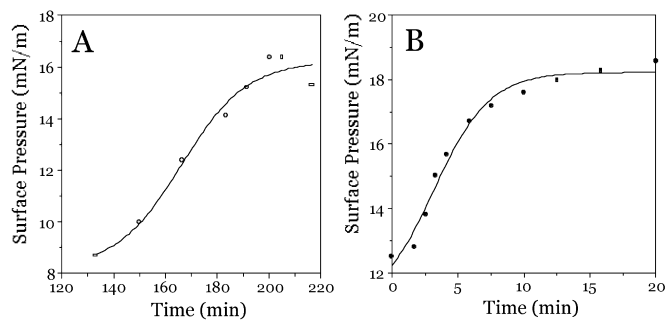 A
Surface Pressure (mN/m)
18
16
14
12
10
8
120 140 160 180 200 220
Time (min)
B
Surface Pressure (mN/m)
20
18
16
14
12
0 5 10 15 20
Time (min)